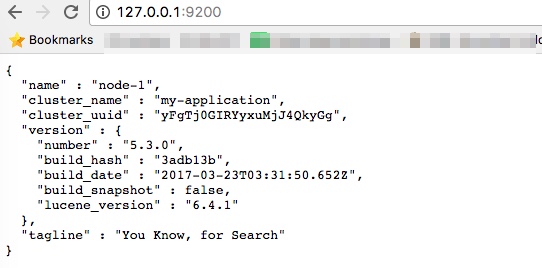 127.0.0.1:9200
Bookmarks
{
  "name" : "node-1",
  "cluster_name" : "my-application",
  "cluster_uuid" : "yFgTj0GIRYyxuMjJ4QkyGg",
  "version" : {
    "number" : "5.3.0",
    "build_hash" : "3adb13b",
    "build_date" : "2017-03-23T03:31:50.652Z",
    "build_snapshot" : false,
    "lucene_version" : "6.4.1"
  },
  "tagline" : "You Know, for Search"
}